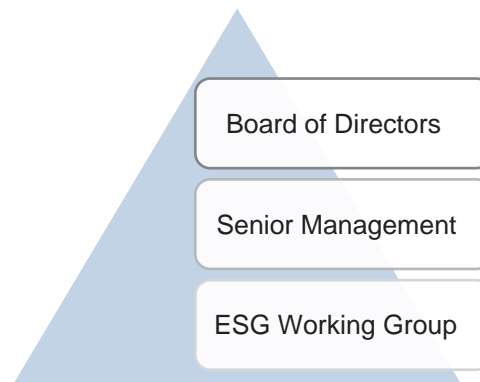 Board of Directors
Senior Management
ESG Working Group